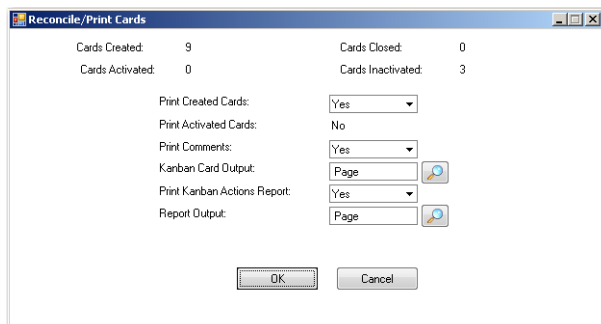 Reconcile/Print Cards
Cards Created: 9 Cards Closed: 0
Cards Activated: 0 Cards Inactivated: 3
Print Created Cards: Yes
Print Activated Cards: No
Print Comments: Yes
Kanban Card Output: Page
Print Kanban Actions Report: Yes
Report Output: Page
OK Cancel